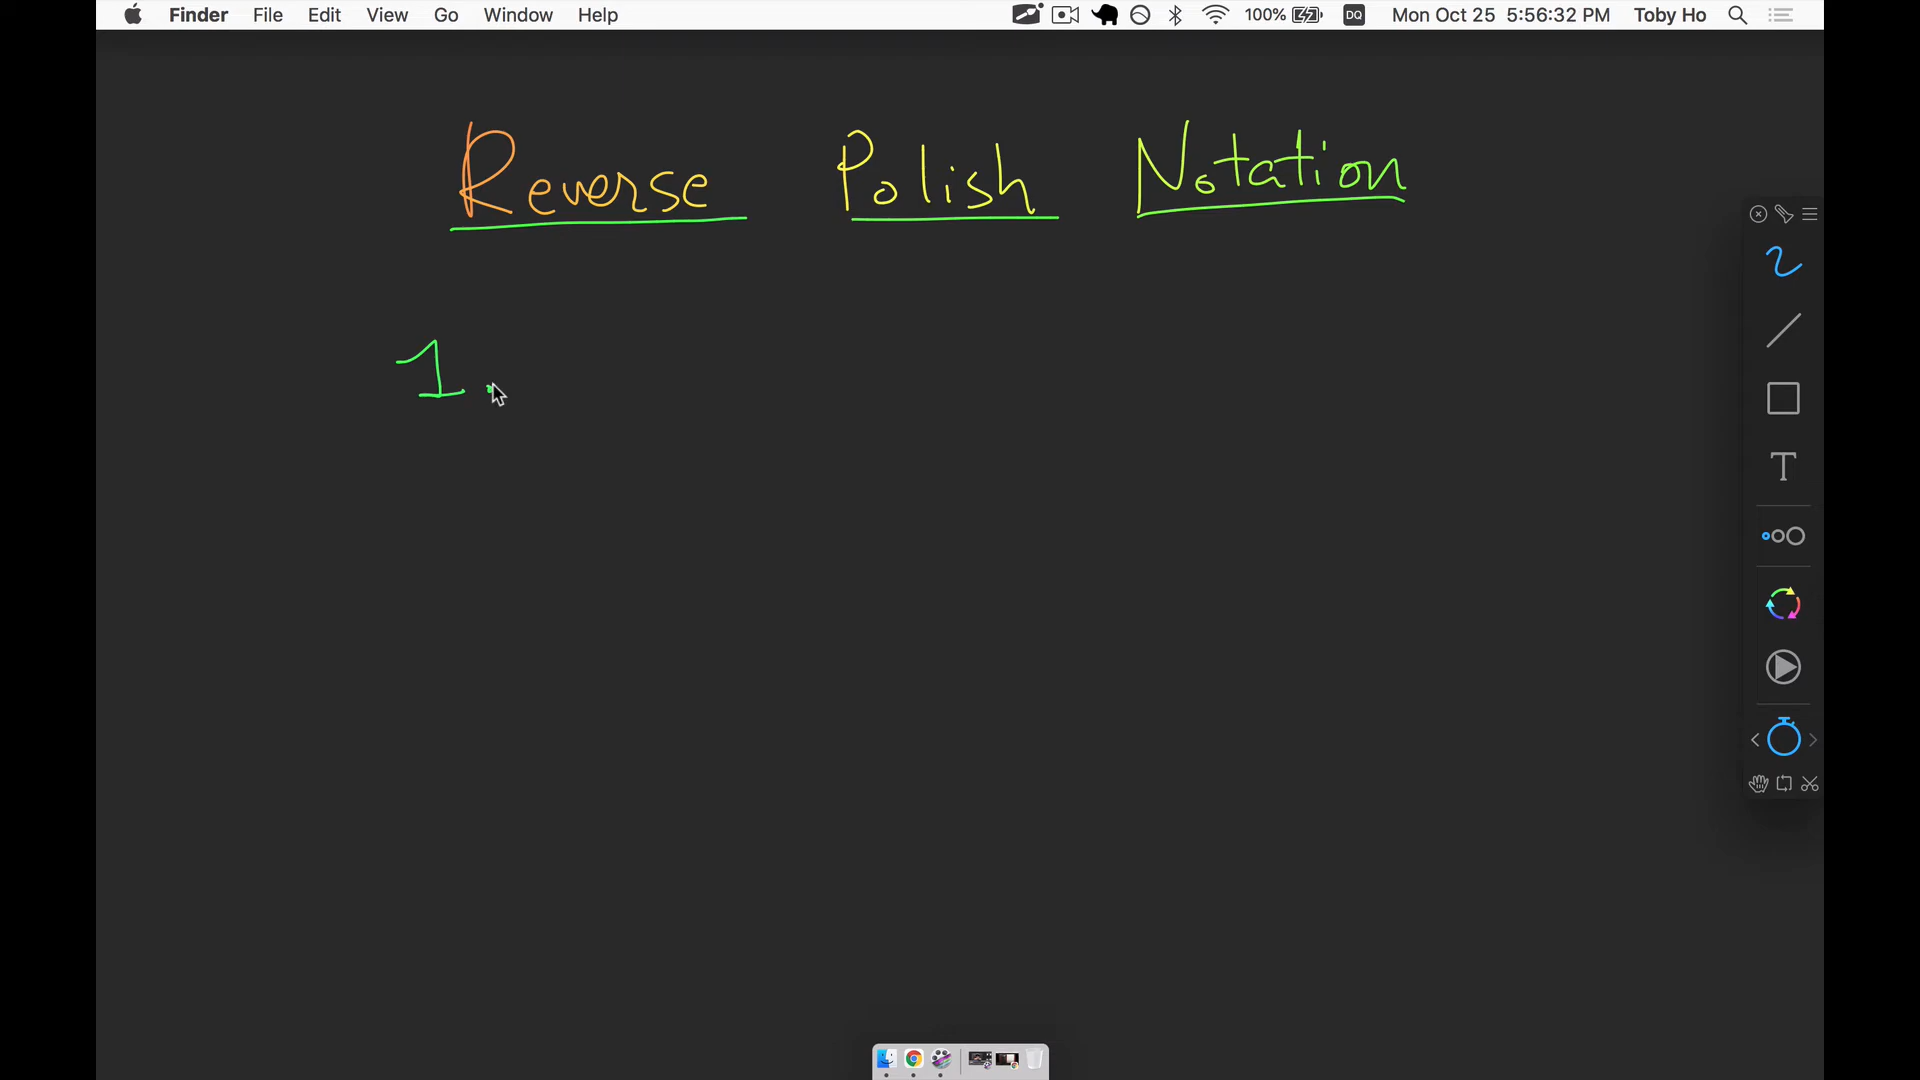 Finder File Edit View Go Window Help 100% DQ Mon Oct 25 5:56:32 PM Toby Ho
Reverse Polish Notation
1.
T